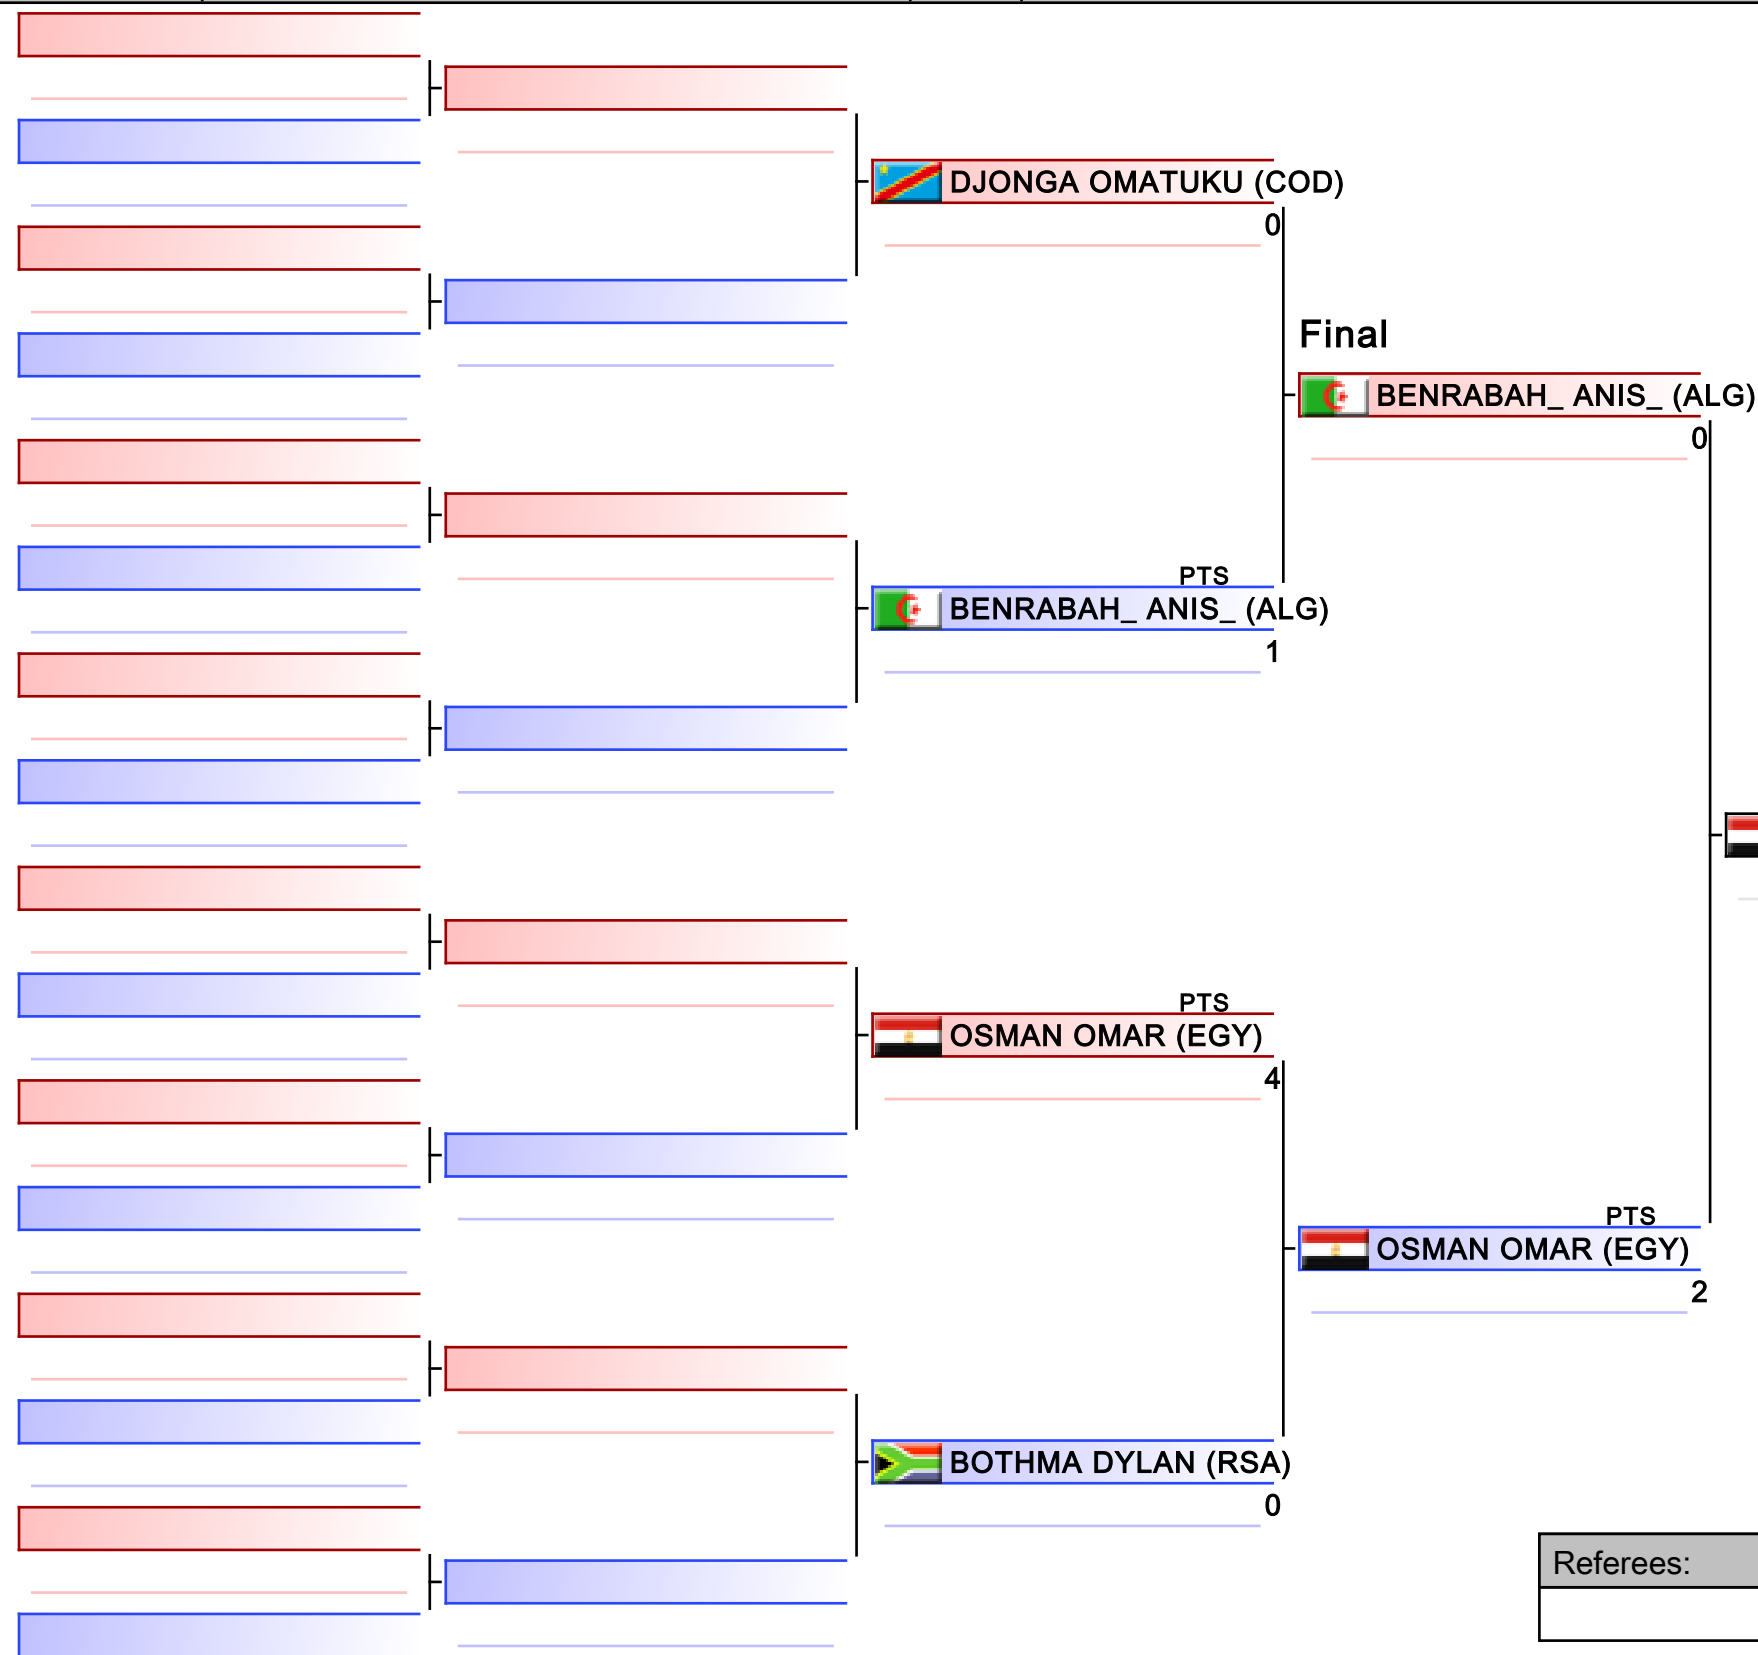 DJONGA OMATUKU (COD)
0
Final
BENRABAH_ ANIS_ (ALG)
0
PTS
BENRABAH_ ANIS_ (ALG)
1
PTS
OSMAN OMAR (EGY)
4
PTS
OSMAN OMAR (EGY)
2
BOTHMA DYLAN (RSA)
0
Referees: